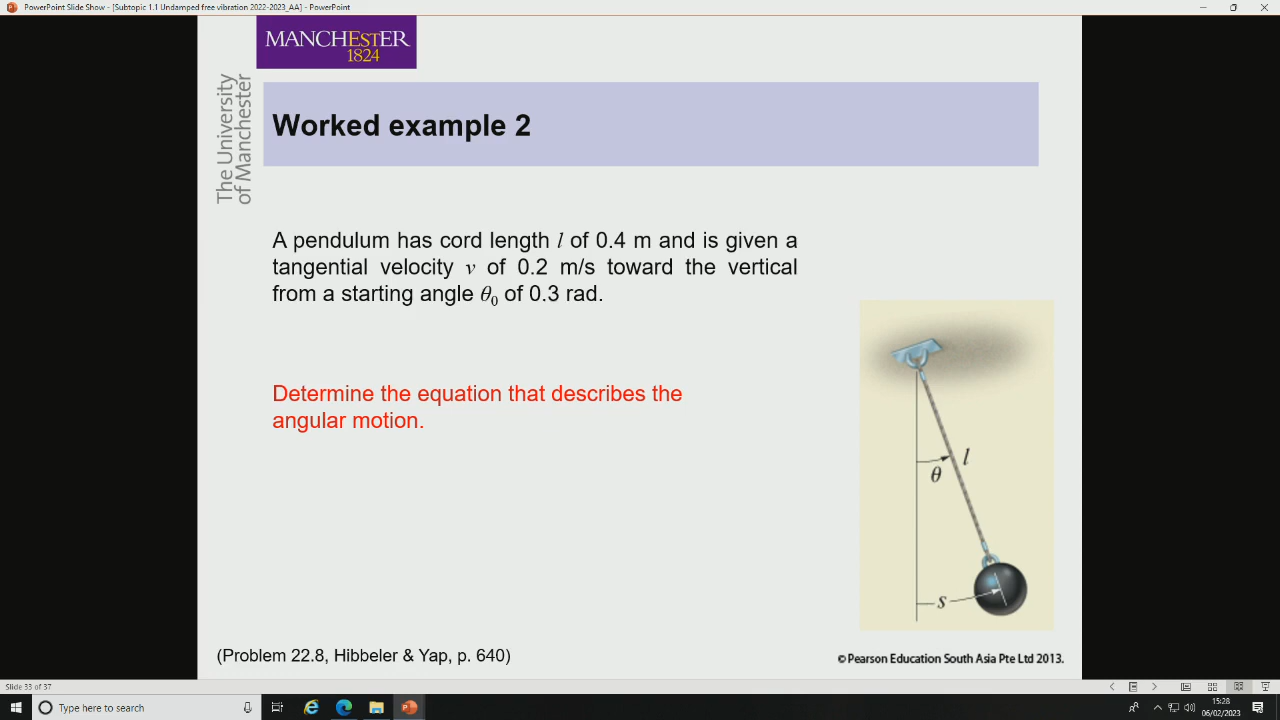 PowerPoint Slide Show - [Subtopic 1.1 Undamped free vibration 2022-2023_AA] - PowerPoint
MANCHESTER
1824
The University
of Manchester
Worked example 2
A pendulum has cord length l of 0.4 m and is given a
tangential velocity v of 0.2 m/s toward the vertical
from a starting angle θ₀ of 0.3 rad.
Determine the equation that describes the
angular motion.
l
θ
s
(Problem 22.8, Hibbeler & Yap, p. 640)
© Pearson Education South Asia Pte Ltd 2013.
Slide 33 of 37
Type here to search
15:28
06/02/2023